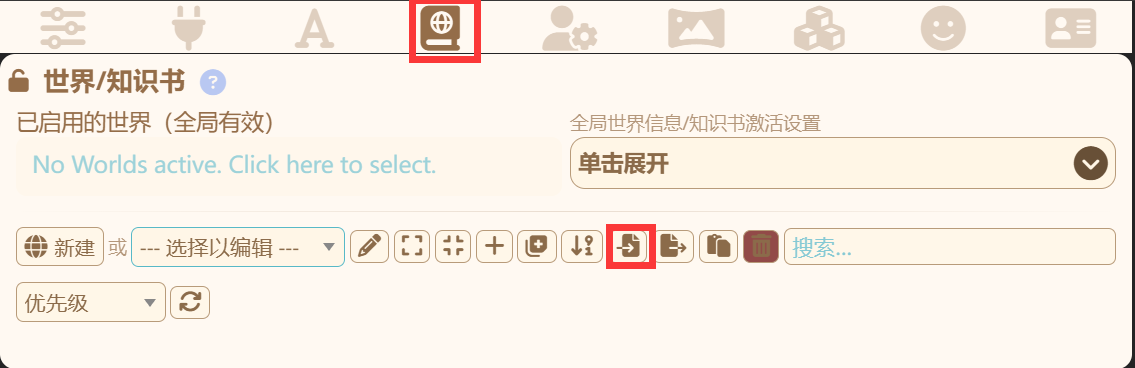 世界/知识书 ?
已启用的世界（全局有效）
全局世界信息/知识书激活设置
No Worlds active. Click here to select.
单击展开
新建 或 --- 选择以编辑 --- 搜索...
优先级